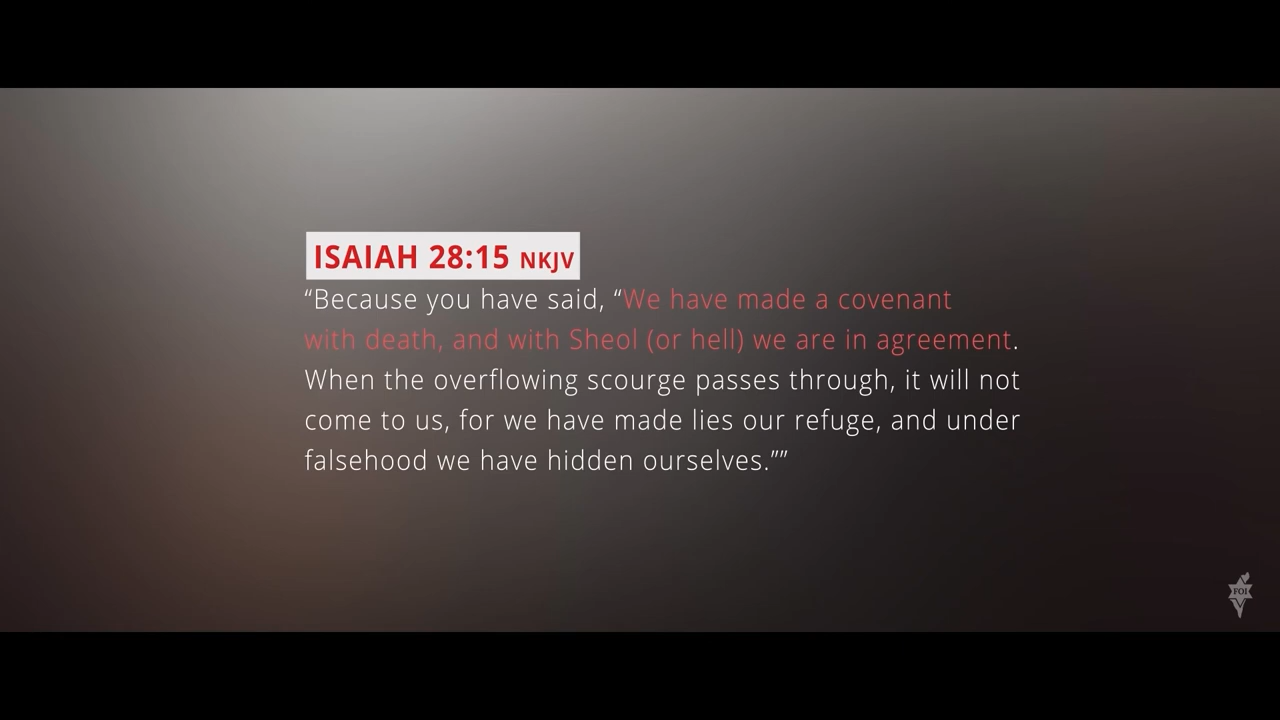 ISAIAH 28:15 NKJV
“Because you have said, “We have made a covenant
with death, and with Sheol (or hell) we are in agreement.
When the overflowing scourge passes through, it will not
come to us, for we have made lies our refuge, and under
falsehood we have hidden ourselves.””
FOI